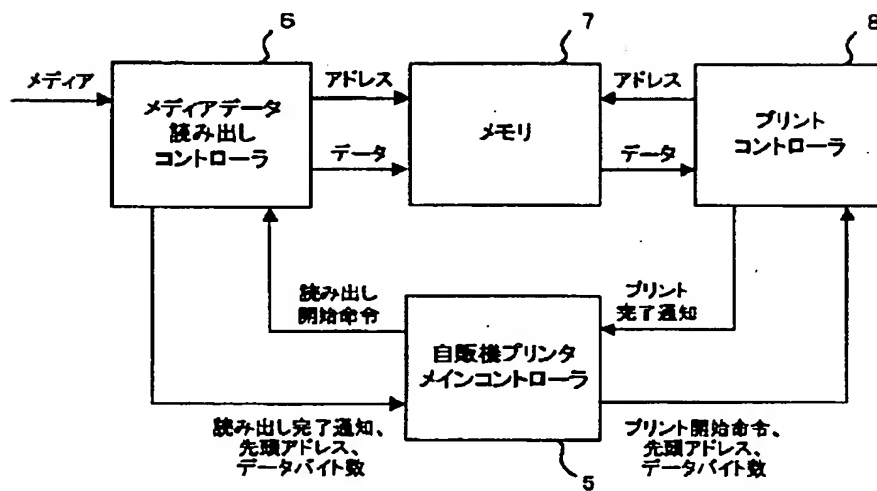 6
7
8
メディア
メディアデータ
読み出し
コントローラ
アドレス
データ
メモリ
アドレス
データ
プリント
コントローラ
読み出し
開始命令
プリント
完了通知
自販機プリンタ
メインコントローラ
読み出し完了通知、
先頭アドレス、
データバイト数
プリント開始命令、
先頭アドレス、
データバイト数
5